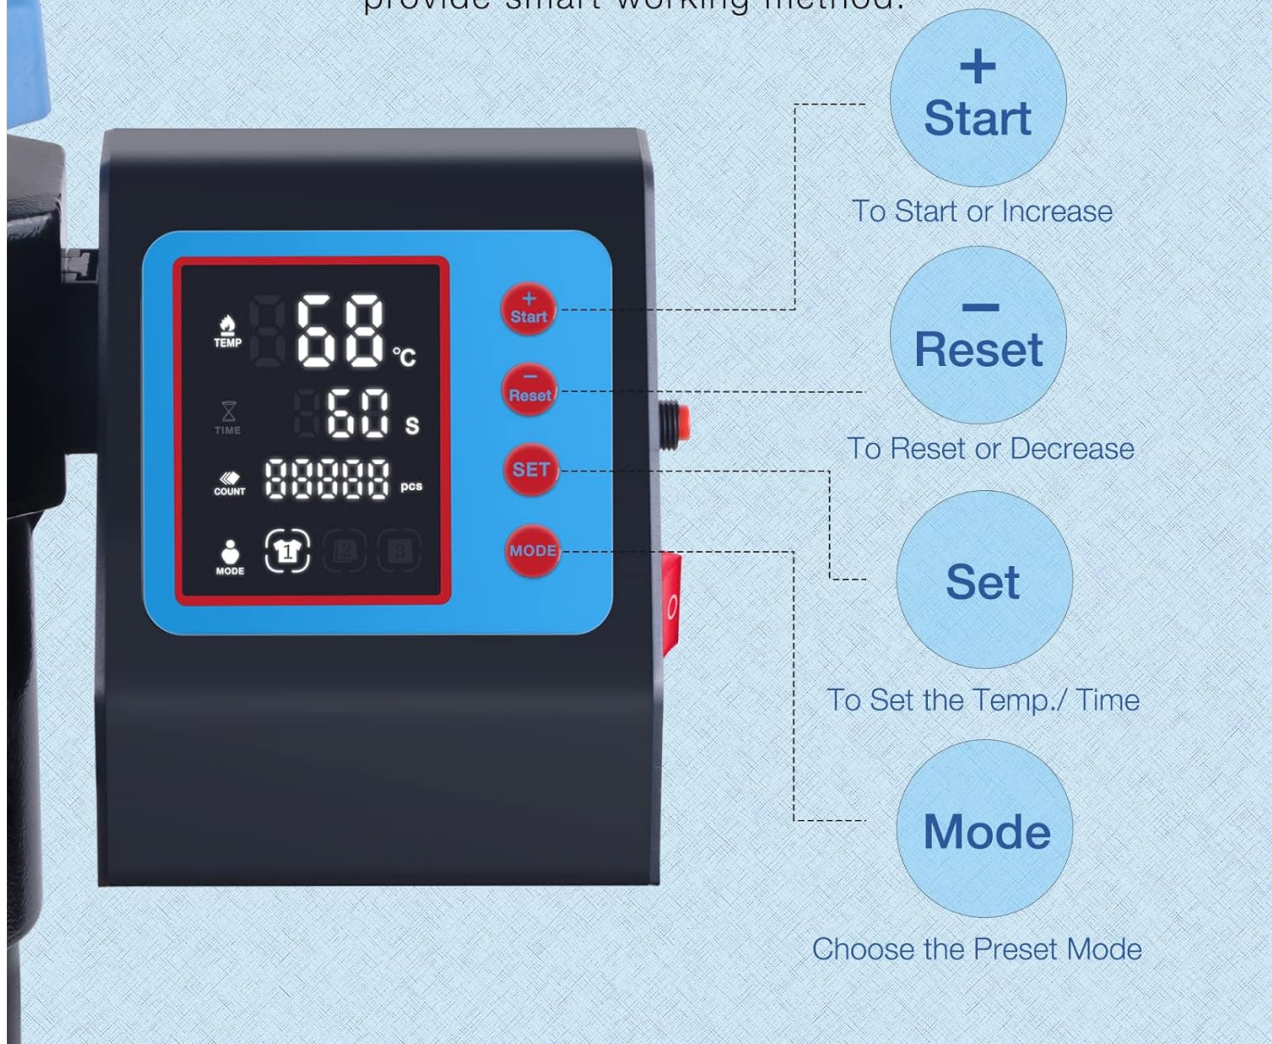 provide smart working method.
+
Start
To Start or Increase
68 °C
TEMP
+
Start
−
Reset
To Reset or Decrease
60 S
TIME
−
Reset
88888 pcs
COUNT
SET
Set
To Set the Temp./ Time
1 2 3
MODE
MODE
O
Mode
Choose the Preset Mode